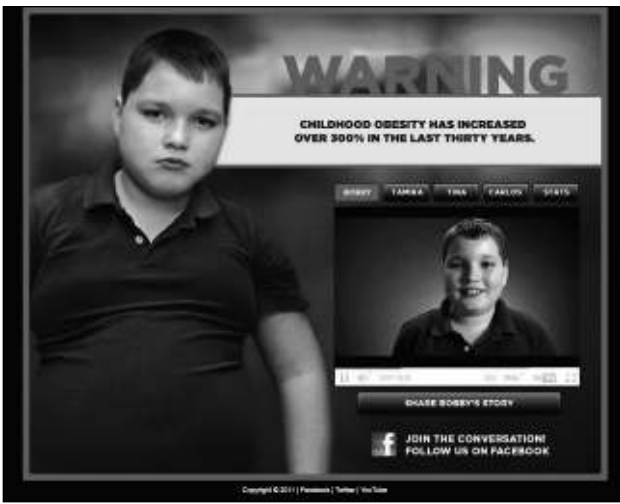 WARNING
CHILDHOOD OBESITY HAS INCREASED
OVER 300% IN THE LAST THIRTY YEARS.
BOBBY TAMIKA TINA CARLOS STATS
SHARE BOBBY'S STORY
f JOIN THE CONVERSATION!
FOLLOW US ON FACEBOOK
Copyright © 2011 | Facebook | Twitter | YouTube